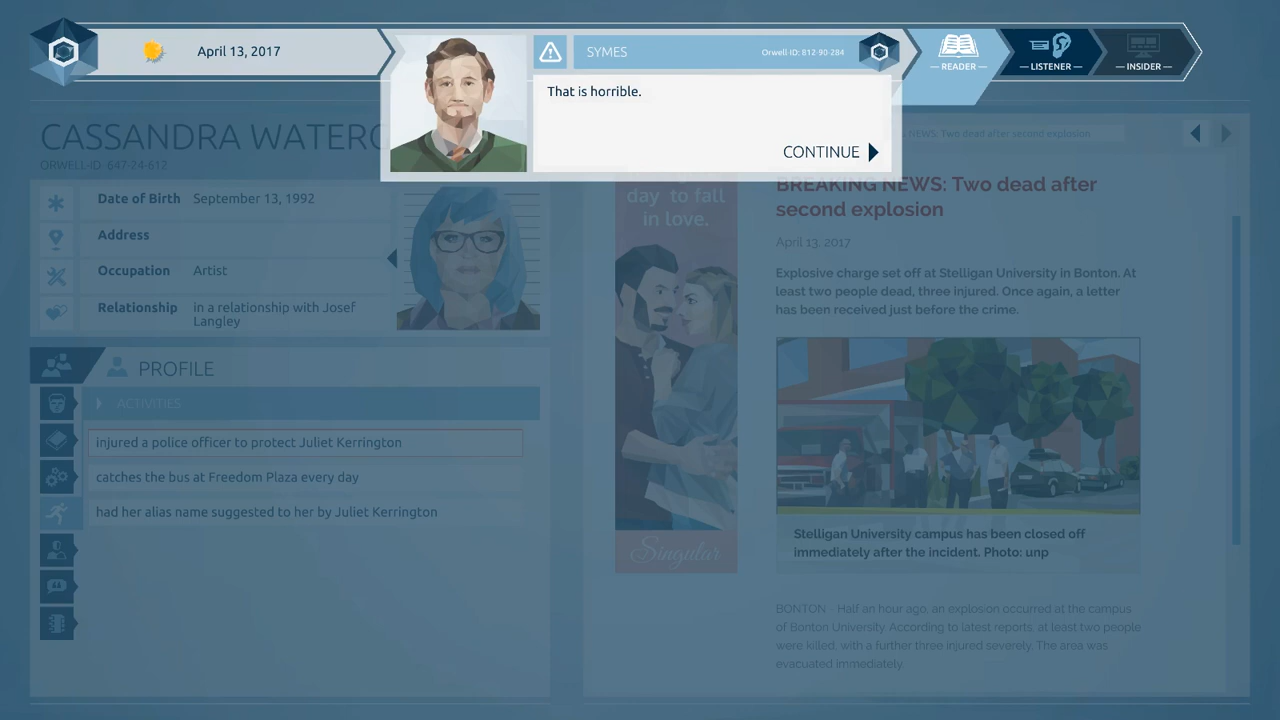 April 13, 2017
SYMES
Orwell ID: 812-90-284
That is horrible.
CONTINUE
— READER —
— LISTENER —
— INSIDER —
CASSANDRA WATER
ORWELL-ID 647-24-612
Date of Birth September 13, 1992
Address
Occupation Artist
Relationship in a relationship with Josef
Langley
PROFILE
ACTIVITIES
injured a police officer to protect Juliet Kerrington
catches the bus at Freedom Plaza every day
had her alias name suggested to her by Juliet Kerrington
NEWS: Two dead after second explosion
day to fall
in love.
Singular
BREAKING NEWS: Two dead after
second explosion
April 13, 2017
Explosive charge set off at Stelligan University in Bonton. At
least two people dead, three injured. Once again, a letter
has been received just before the crime.
Stelligan University campus has been closed off
immediately after the incident. Photo: unp
BONTON - Half an hour ago, an explosion occurred at the campus
of Bonton University. According to latest reports, at least two people
were killed, with a further three injured severely. The area was
evacuated immediately.